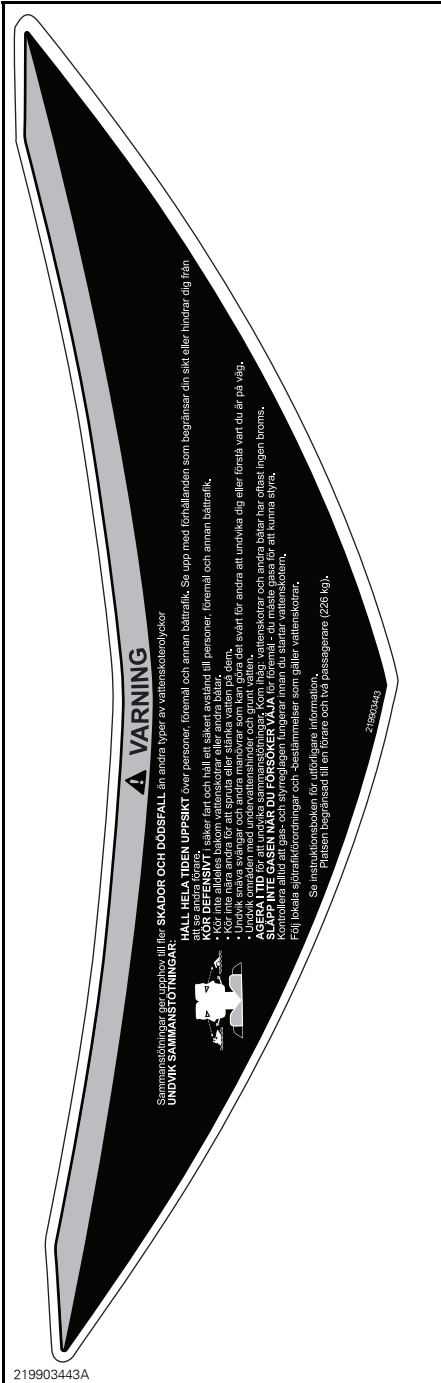 VARNING
Sammanstötningar ger upphov till fler SKADOR OCH DÖDSFALL än andra typer av vattenskoterolyckor
UNDVIK SAMMANSTÖTNINGAR:
HÅLL HELA TIDEN UPPSIKT över personer, föremål och annan båttrafik. Se upp med förhållanden som begränsar din sikt eller hindrar dig från
att se andra förare.
KÖR DEFENSIVT i säker fart och håll ett säkert avstånd till personer, föremål och annan båttrafik.
• Kör inte alldeles bakom vattenskotrar eller andra båtar.
• Kör inte nära andra för att spruta eller stänka vatten på dem.
• Undvik snäva svängar och andra manövrar som kan göra det svårt för andra att undvika dig eller förstå vart du är på väg.
• Undvik områden med undervattenshinder och grunt vatten.
AGERA I TID för att undvika sammanstötningar. Kom ihåg: vattenskotrar och andra båtar har oftast ingen broms.
SLÄPP INTE GASEN NÄR DU FÖRSÖKER VÄJA för föremål - du måste gasa för att kunna styra.
Kontrollera alltid att gas- och styrreglagen fungerar innan du startar vattenskotern.
Följ lokala sjötrafikförordningar och -bestämmelser som gäller vattenskotrar.
Se instruktionsboken för utförligare information.
Platsen begränsad till en förare och två passagerare (226 kg).
219903443
219903443A